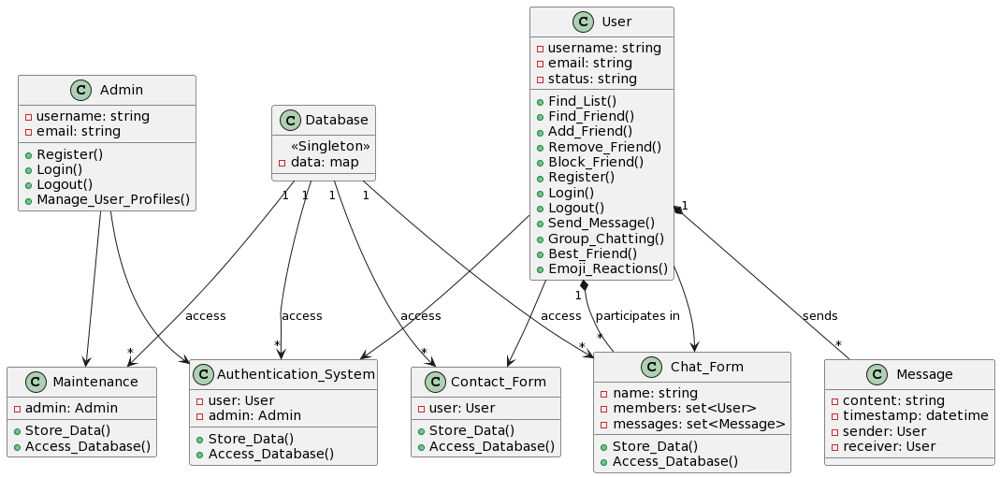 C User
- username: string
- email: string
- status: string
+ Find_List()
+ Find_Friend()
+ Add_Friend()
+ Remove_Friend()
+ Block_Friend()
+ Register()
+ Login()
+ Logout()
+ Send_Message()
+ Group_Chatting()
+ Best_Friend()
+ Emoji_Reactions()
C Admin
- username: string
- email: string
+ Register()
+ Login()
+ Logout()
+ Manage_User_Profiles()
C Database
«Singleton»
- data: map
1
1
1
1
1
1
access
access
access
access
participates in
sends
*
*
*
*
*
*
C Maintenance
- admin: Admin
+ Store_Data()
+ Access_Database()
C Authentication_System
- user: User
- admin: Admin
+ Store_Data()
+ Access_Database()
C Contact_Form
- user: User
+ Store_Data()
+ Access_Database()
C Chat_Form
- name: string
- members: set<User>
- messages: set<Message>
+ Store_Data()
+ Access_Database()
C Message
- content: string
- timestamp: datetime
- sender: User
- receiver: User